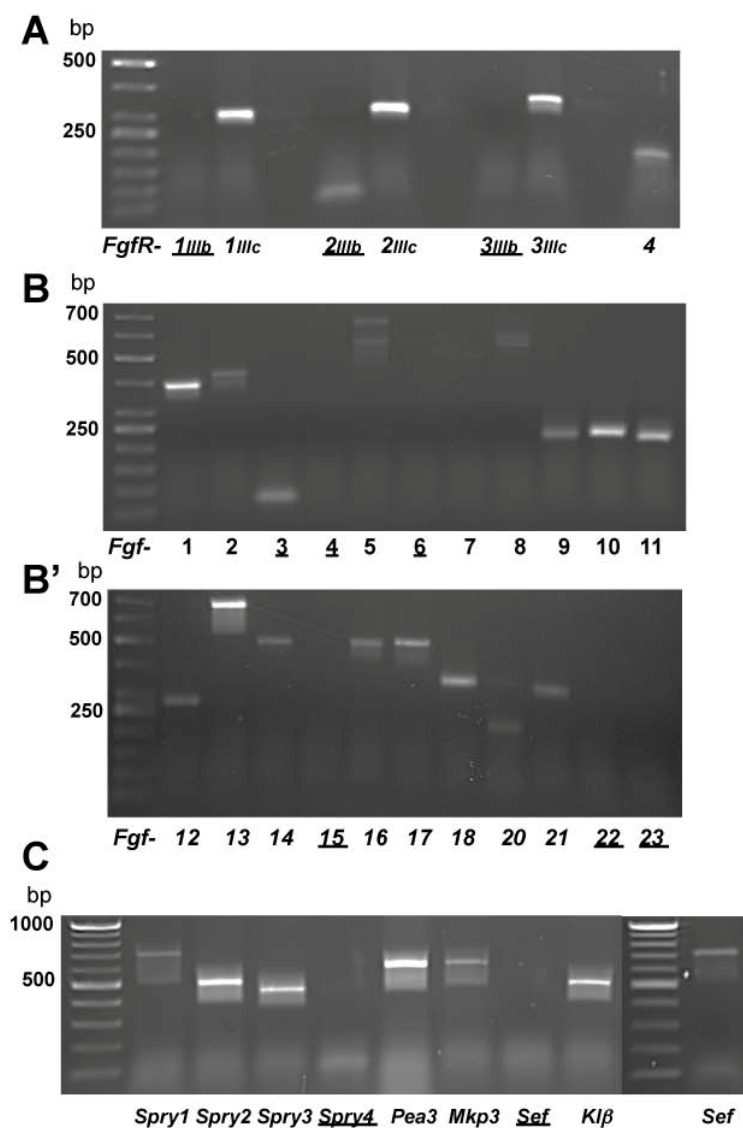 A bp
500
250
FgfR- 1IIIb 1IIIc 2IIIb 2IIIc 3IIIb 3IIIc 4
B bp
700
500
250
Fgf- 1 2 3 4 5 6 7 8 9 10 11
B’ bp
700
500
250
Fgf- 12 13 14 15 16 17 18 20 21 22 23
C
bp
1000
500
Spry1 Spry2 Spry3 Spry4 Pea3 Mkp3 Sef Klβ Sef